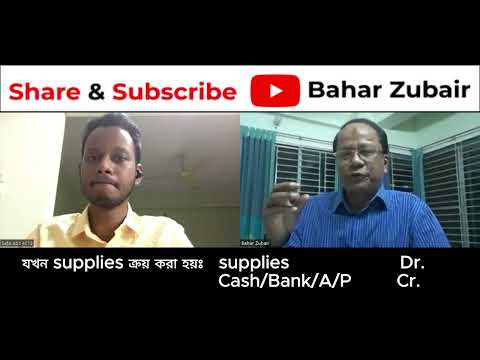 Share & Subscribe Bahar Zubair
Bahar Zubair
যখন supplies ক্রয় করা হয়ঃ supplies Dr.
Cash/Bank/A/P Cr.